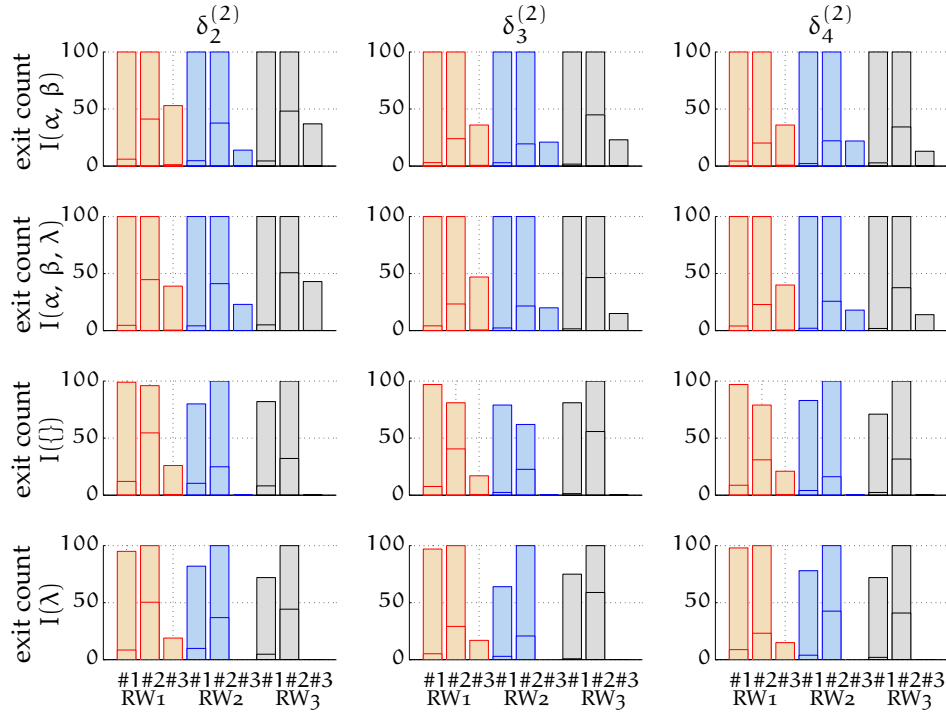 δ₂⁽²⁾ δ₃⁽²⁾ δ₄⁽²⁾
exit count
I(α, β)
100 100 100
50 50 50
0 0 0
exit count
I(α, β, λ)
100 100 100
50 50 50
0 0 0
exit count
I({})
100 100 100
50 50 50
0 0 0
exit count
I(λ)
100 100 100
50 50 50
0 0 0
#1#2#3#1#2#3#1#2#3 #1#2#3#1#2#3#1#2#3 #1#2#3#1#2#3#1#2#3
RW1 RW2 RW3 RW1 RW2 RW3 RW1 RW2 RW3